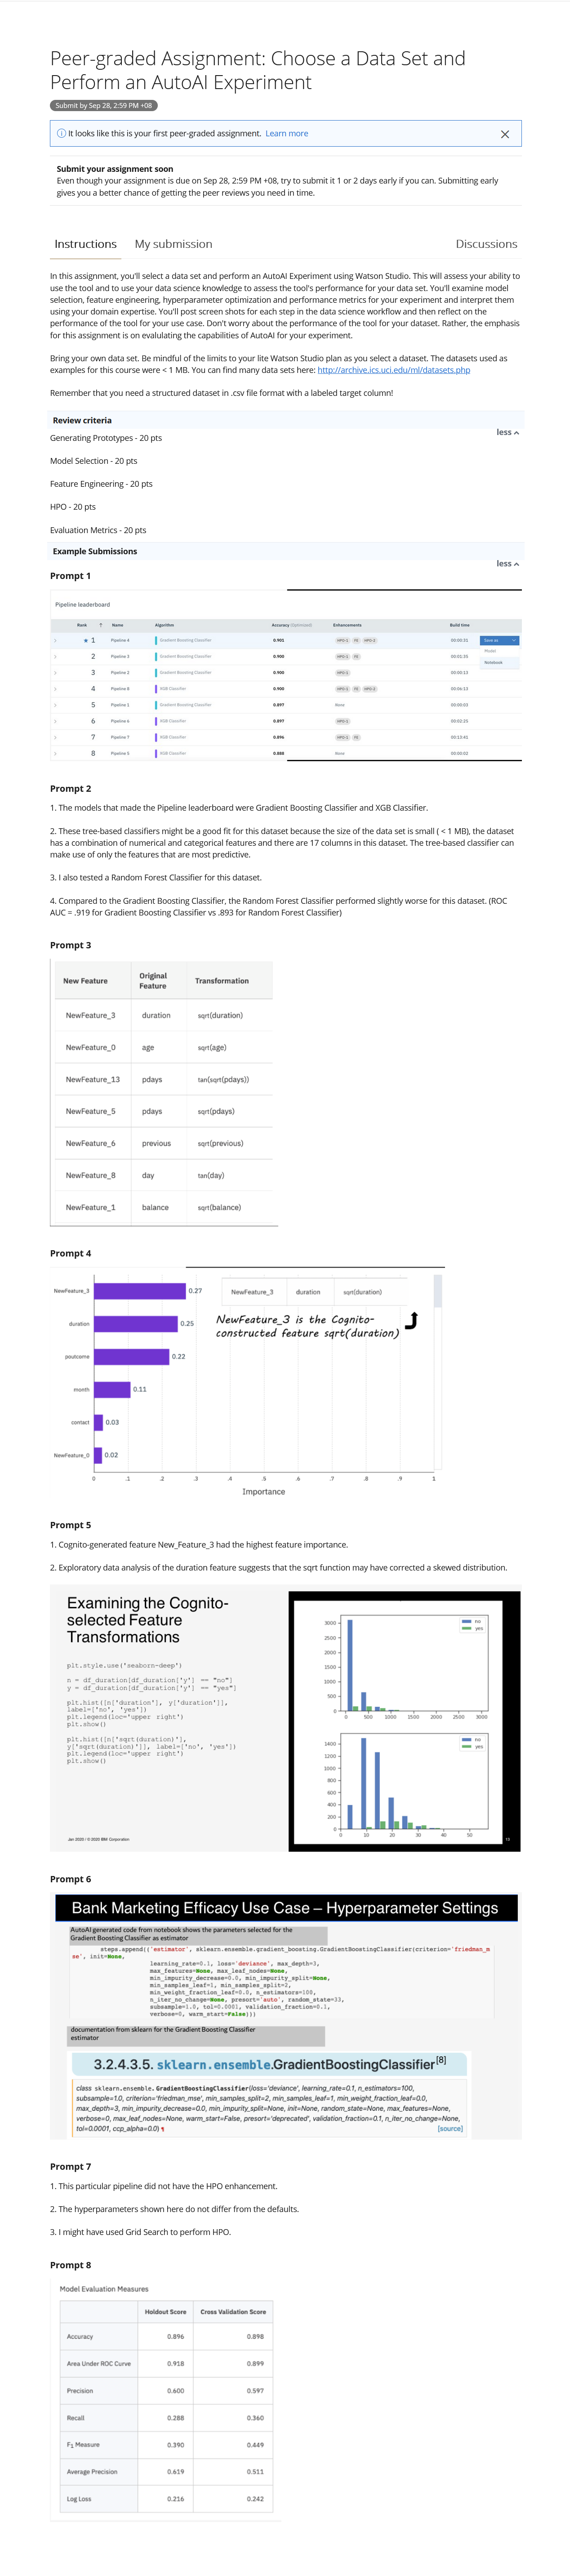 Peer-graded Assignment: Choose a Data Set and
Perform an AutoAI Experiment
Submit by Sep 28, 2:59 PM +08
It looks like this is your first peer-graded assignment. Learn more
Submit your assignment soon
Even though your assignment is due on Sep 28, 2:59 PM +08, try to submit it 1 or 2 days early if you can. Submitting early
gives you a better chance of getting the peer reviews you need in time.
Instructions My submission Discussions
In this assignment, you'll select a data set and perform an AutoAI Experiment using Watson Studio. This will assess your ability to
use the tool and to use your data science knowledge to assess the tool's performance for your data set. You'll examine model
selection, feature engineering, hyperparameter optimization and performance metrics for your experiment and interpret them
using your domain expertise. You'll post screen shots for each step in the data science workflow and then reflect on the
performance of the tool for your use case. Don't worry about the performance of the tool for your dataset. Rather, the emphasis
for this assignment is on evaluating the capabilities of AutoAI for your experiment.
Bring your own data set. Be mindful of the limits to your lite Watson Studio plan as you select a dataset. The datasets used as
examples for this course were < 1 MB. You can find many data sets here: http://archive.ics.uci.edu/ml/datasets.php
Remember that you need a structured dataset in .csv file format with a labeled target column!
Review criteria
less
Generating Prototypes - 20 pts
Model Selection - 20 pts
Feature Engineering - 20 pts
HPO - 20 pts
Evaluation Metrics - 20 pts
Example Submissions
less
Prompt 1
Pipeline leaderboard
Rank ↑ Name Algorithm Accuracy (Optimized) Enhancements Build time
★ 1 Pipeline 4 Gradient Boosting Classifier 0.901 HPO-1 FE HPO-2 00:00:31 Save as
Model
2 Pipeline 3 Gradient Boosting Classifier 0.900 HPO-1 FE 00:01:35
Notebook
3 Pipeline 2 Gradient Boosting Classifier 0.900 HPO-1 00:00:13
4 Pipeline 8 XGB Classifier 0.900 HPO-1 FE HPO-2 00:06:13
5 Pipeline 1 Gradient Boosting Classifier 0.897 None 00:00:03
6 Pipeline 6 XGB Classifier 0.897 HPO-1 00:02:25
7 Pipeline 7 XGB Classifier 0.896 HPO-1 FE 00:13:41
8 Pipeline 5 XGB Classifier 0.888 None 00:00:02
Prompt 2
1. The models that made the Pipeline leaderboard were Gradient Boosting Classifier and XGB Classifier.
2. These tree-based classifiers might be a good fit for this dataset because the size of the data set is small ( < 1 MB), the dataset
has a combination of numerical and categorical features and there are 17 columns in this dataset. The tree-based classifier can
make use of only the features that are most predictive.
3. I also tested a Random Forest Classifier for this dataset.
4. Compared to the Gradient Boosting Classifier, the Random Forest Classifier performed slightly worse for this dataset. (ROC
AUC = .919 for Gradient Boosting Classifier vs .893 for Random Forest Classifier)
Prompt 3
New Feature Original Feature Transformation
NewFeature_3 duration sqrt(duration)
NewFeature_0 age sqrt(age)
NewFeature_13 pdays tan(sqrt(pdays))
NewFeature_5 pdays sqrt(pdays)
NewFeature_6 previous sqrt(previous)
NewFeature_8 day tan(day)
NewFeature_1 balance sqrt(balance)
Prompt 4
NewFeature_3 0.27
NewFeature_3 duration sqrt(duration)
duration 0.25
NewFeature_3 is the Cognito-
constructed feature sqrt(duration)
poutcome 0.22
month 0.11
contact 0.03
NewFeature_0 0.02
0 .1 .2 .3 .4 .5 .6 .7 .8 .9 1
Importance
Prompt 5
1. Cognito-generated feature New_Feature_3 had the highest feature importance.
2. Exploratory data analysis of the duration feature suggests that the sqrt function may have corrected a skewed distribution.
Examining the Cognito-
selected Feature
Transformations
plt.style.use('seaborn-deep')
n = df_duration[df_duration['y'] == "no"]
y = df_duration[df_duration['y'] == "yes"]
plt.hist([n['duration'], y['duration']],
label=['no', 'yes'])
plt.legend(loc='upper right')
plt.show()
plt.hist([n['sqrt(duration)'],
y['sqrt(duration)']], label=['no', 'yes'])
plt.legend(loc='upper right')
plt.show()
Jan 2020 / © 2020 IBM Corporation
no
yes
3000
2500
2000
1500
1000
500
0
0 500 1000 1500 2000 2500 3000
no
yes
1400
1200
1000
800
600
400
200
0
0 10 20 30 40 50
13
Prompt 6
Bank Marketing Efficacy Use Case – Hyperparameter Settings
AutoAI generated code from notebook shows the parameters selected for the
Gradient Boosting Classifier as estimator
steps.append(('estimator', sklearn.ensemble.gradient_boosting.GradientBoostingClassifier(criterion='friedman_m
se', init=None,
learning_rate=0.1, loss='deviance', max_depth=3,
max_features=None, max_leaf_nodes=None,
min_impurity_decrease=0.0, min_impurity_split=None,
min_samples_leaf=1, min_samples_split=2,
min_weight_fraction_leaf=0.0, n_estimators=100,
n_iter_no_change=None, presort='auto', random_state=33,
subsample=1.0, tol=0.0001, validation_fraction=0.1,
verbose=0, warm_start=False)))
documentation from sklearn for the Gradient Boosting Classifier
estimator
3.2.4.3.5. sklearn.ensemble.GradientBoostingClassifier[8]
class sklearn.ensemble.GradientBoostingClassifier(loss='deviance', learning_rate=0.1, n_estimators=100,
subsample=1.0, criterion='friedman_mse', min_samples_split=2, min_samples_leaf=1, min_weight_fraction_leaf=0.0,
max_depth=3, min_impurity_decrease=0.0, min_impurity_split=None, init=None, random_state=None, max_features=None,
verbose=0, max_leaf_nodes=None, warm_start=False, presort='deprecated', validation_fraction=0.1, n_iter_no_change=None,
tol=0.0001, ccp_alpha=0.0) ¶ [source]
Prompt 7
1. This particular pipeline did not have the HPO enhancement.
2. The hyperparameters shown here do not differ from the defaults.
3. I might have used Grid Search to perform HPO.
Prompt 8
Model Evaluation Measures
Holdout Score Cross Validation Score
Accuracy 0.896 0.898
Area Under ROC Curve 0.918 0.899
Precision 0.600 0.597
Recall 0.288 0.360
F1 Measure 0.390 0.449
Average Precision 0.619 0.511
Log Loss 0.216 0.242